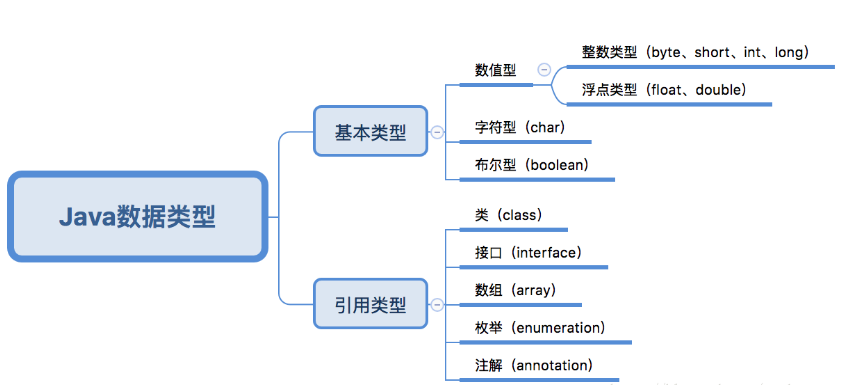 Java数据类型
基本类型
数值型
整数类型（byte、short、int、long）
浮点类型（float、double）
字符型（char）
布尔型（boolean）
引用类型
类（class）
接口（interface）
数组（array）
枚举（enumeration）
注解（annotation）